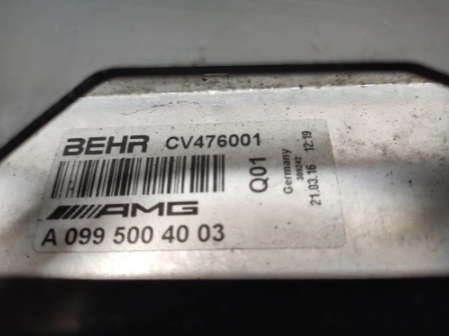 BEHR CV476001
AMG
A 099 500 40 03
Q01
Germany
21.03.16 12:19